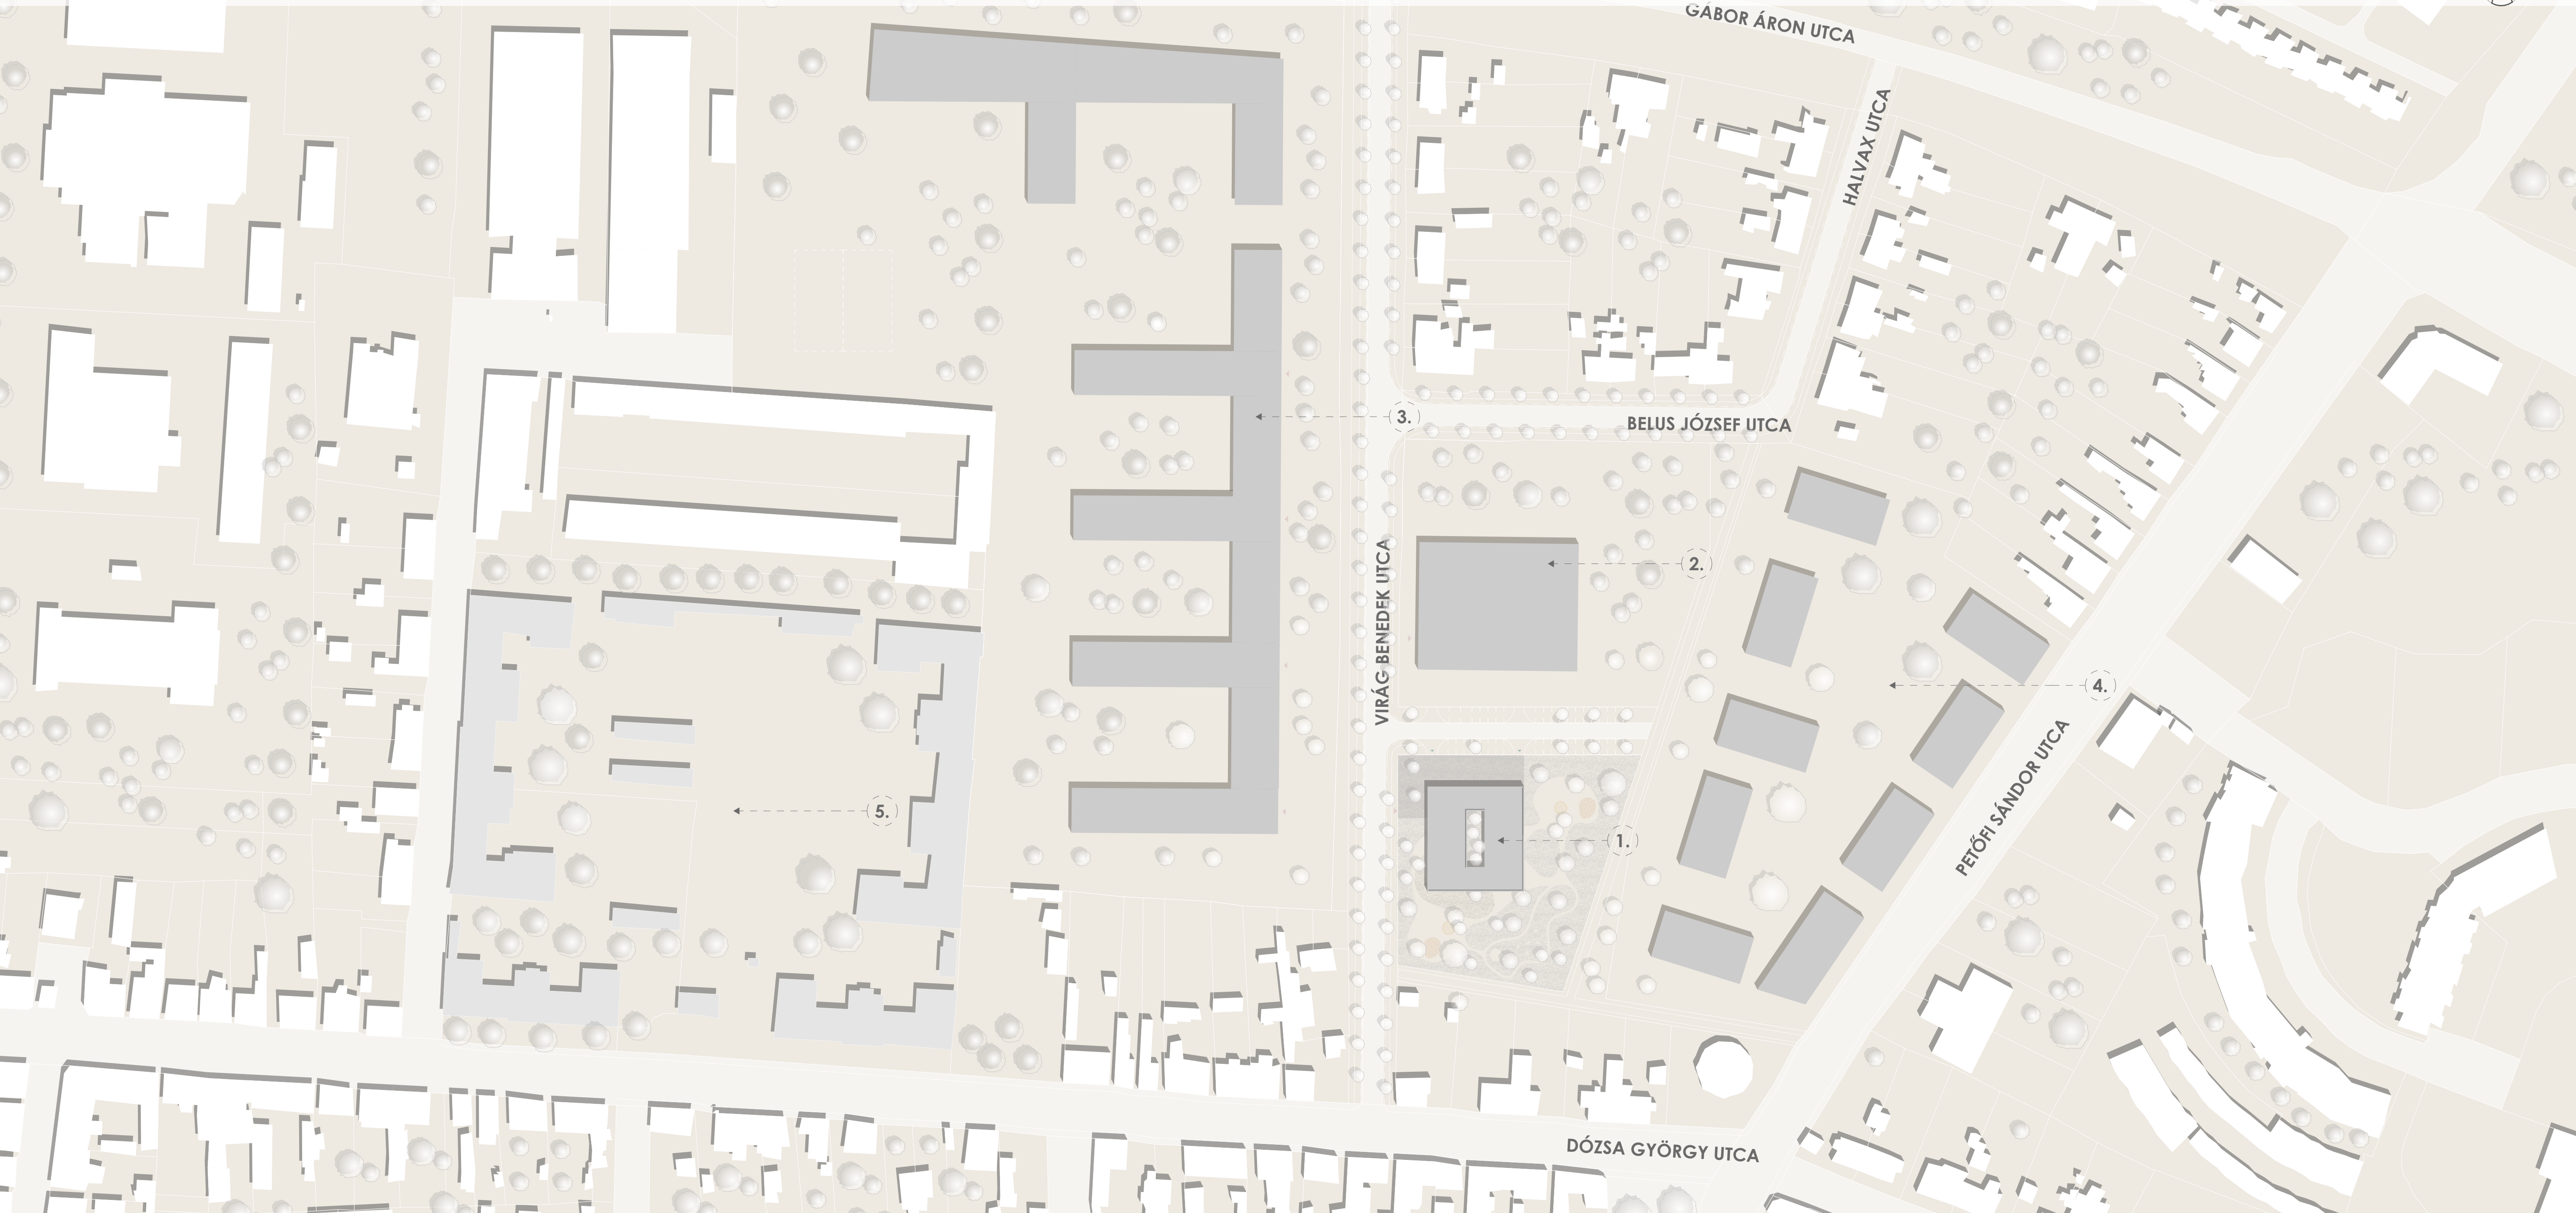 GÁBOR ÁRON UTCA
HALVAX UTCA
3.
BELUS JÓZSEF UTCA
2.
VIRÁG BENEDEK UTCA
4.
PETŐFI SÁNDOR UTCA
5.
1.
DÓZSA GYÖRGY UTCA